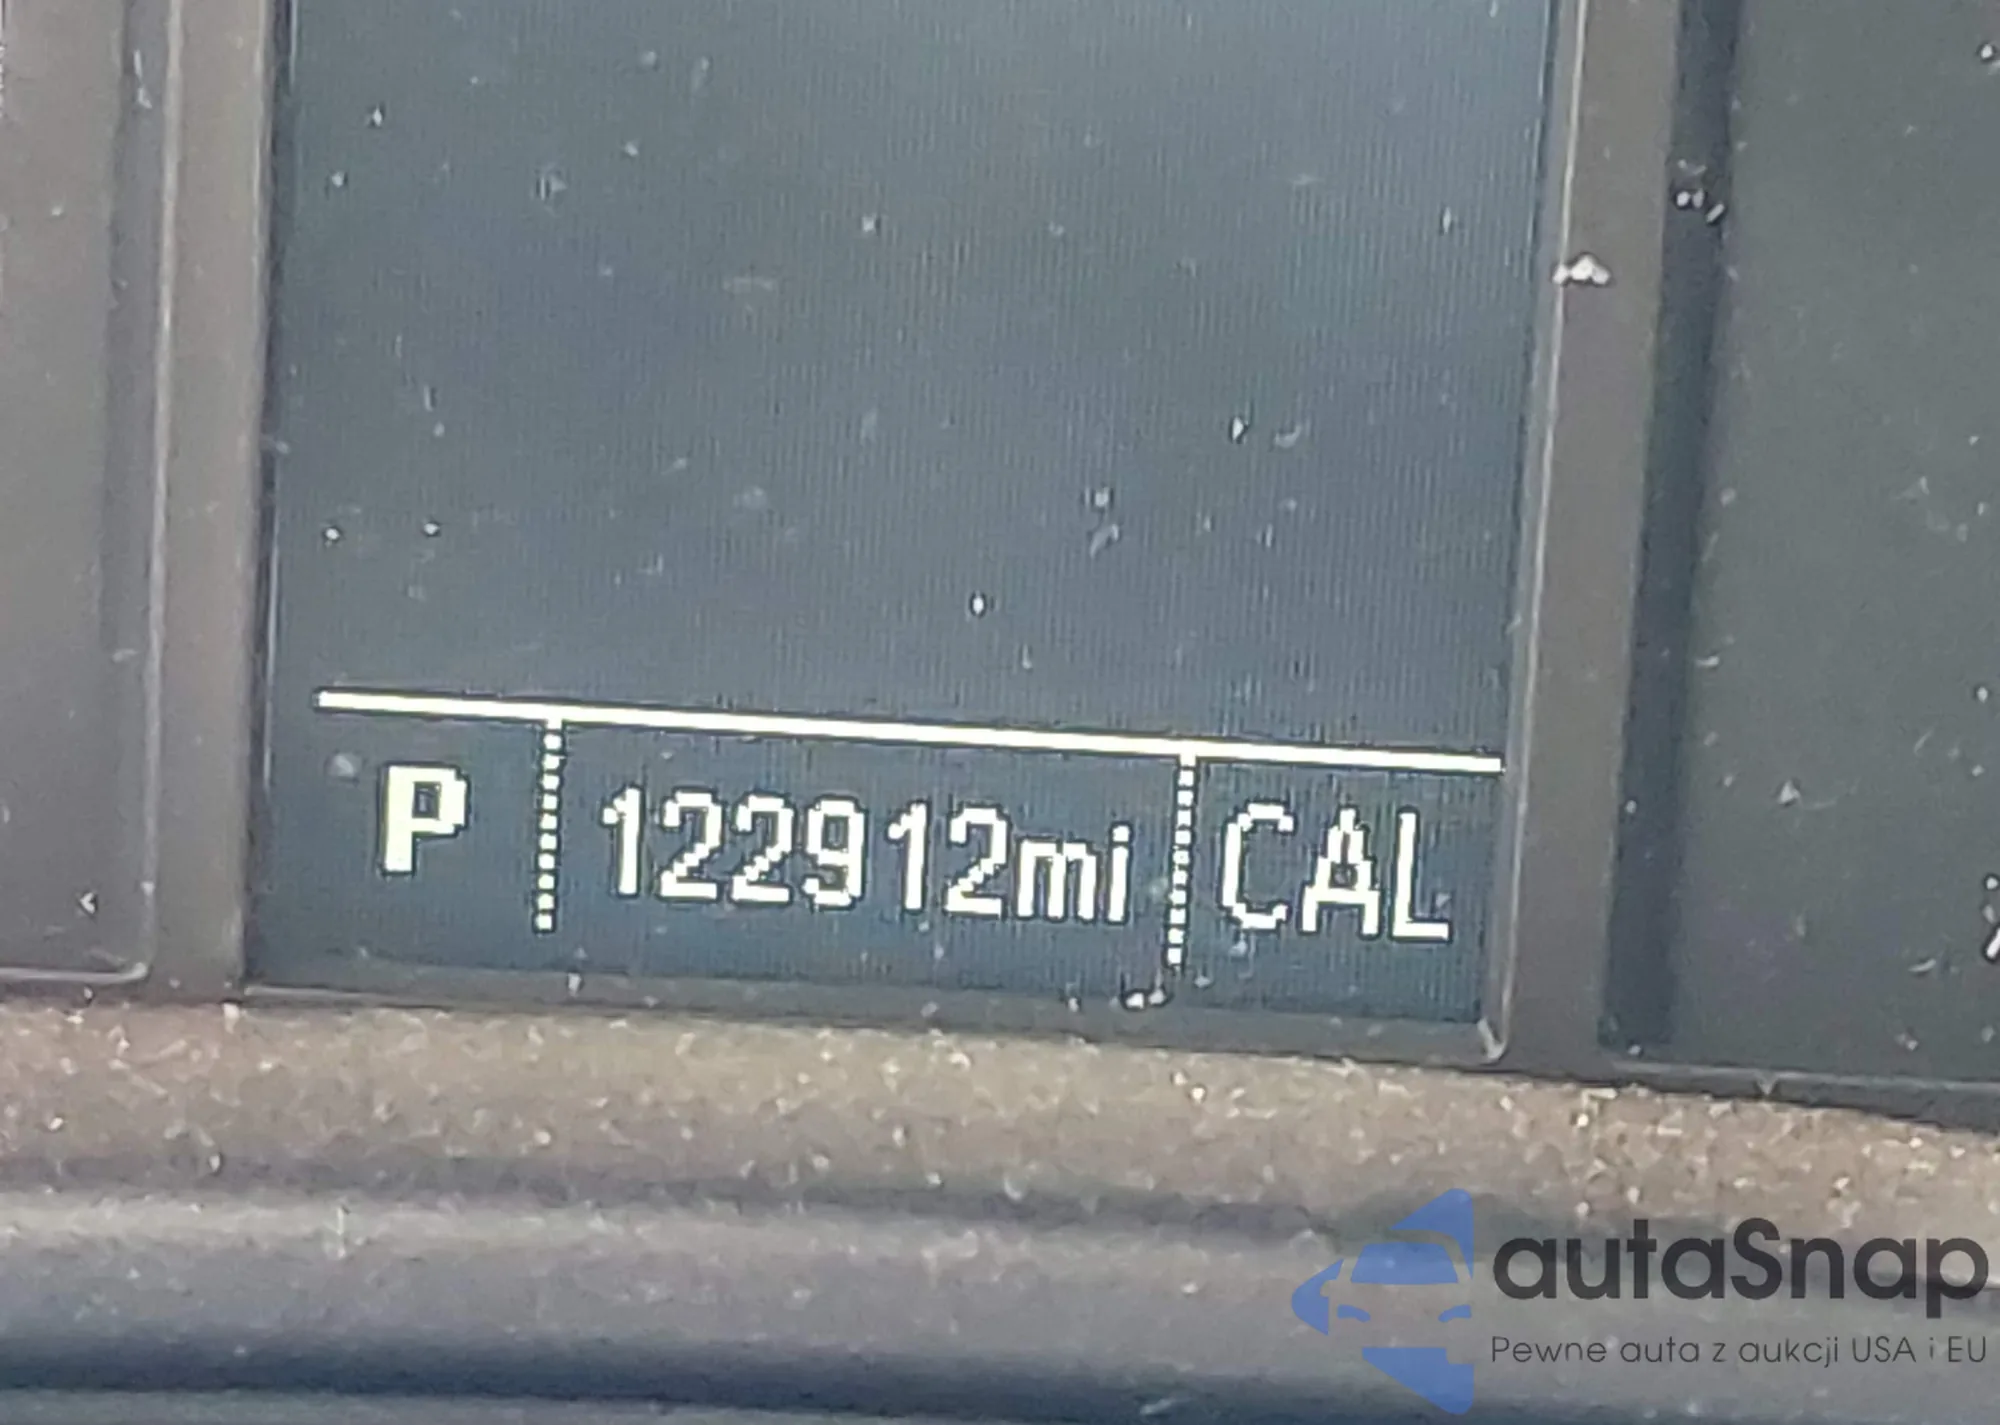 P 122912mi CAL
autaSnap
Pewne auta z aukcji USA i EU